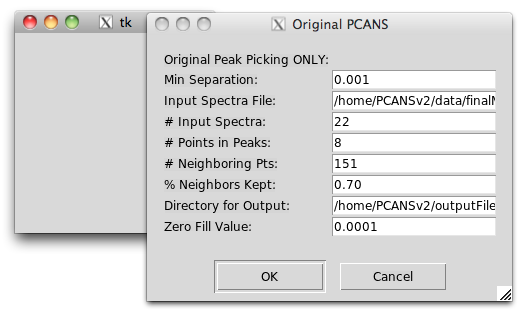 tk
Original PCANS
Original Peak Picking ONLY:
Min Separation: 0.001
Input Spectra File: /home/PCANSv2/data/final
# Input Spectra: 22
# Points in Peaks: 8
# Neighboring Pts: 151
% Neighbors Kept: 0.70
Directory for Output: /home/PCANSv2/outputFile
Zero Fill Value: 0.0001
OK Cancel